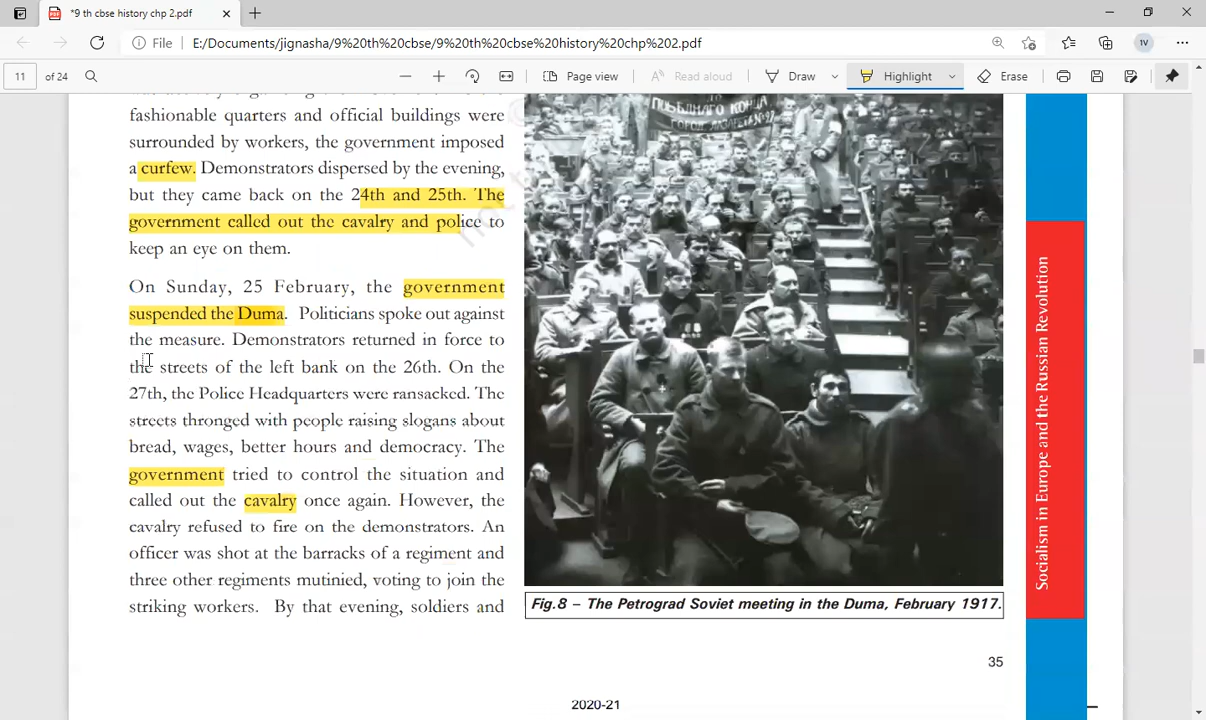 *9 th cbse history chp 2.pdf
File
E:/Documents/jignasha/9%20th%20cbse/9%20th%20cbse%20history%20chp%202.pdf
1V
11
of 24
Page view
Read aloud
Draw
Highlight
Erase
fashionable quarters and official buildings were
surrounded by workers, the government imposed
a curfew. Demonstrators dispersed by the evening,
but they came back on the 24th and 25th. The
government called out the cavalry and police to
keep an eye on them.
On Sunday, 25 February, the government
suspended the Duma. Politicians spoke out against
the measure. Demonstrators returned in force to
the streets of the left bank on the 26th. On the
27th, the Police Headquarters were ransacked. The
streets thronged with people raising slogans about
bread, wages, better hours and democracy. The
government tried to control the situation and
called out the cavalry once again. However, the
cavalry refused to fire on the demonstrators. An
officer was shot at the barracks of a regiment and
three other regiments mutinied, voting to join the
striking workers. By that evening, soldiers and
КОНЦА
Fig.8 – The Petrograd Soviet meeting in the Duma, February 1917.
Socialism in Europe and the Russian Revolution
35
2020-21
not